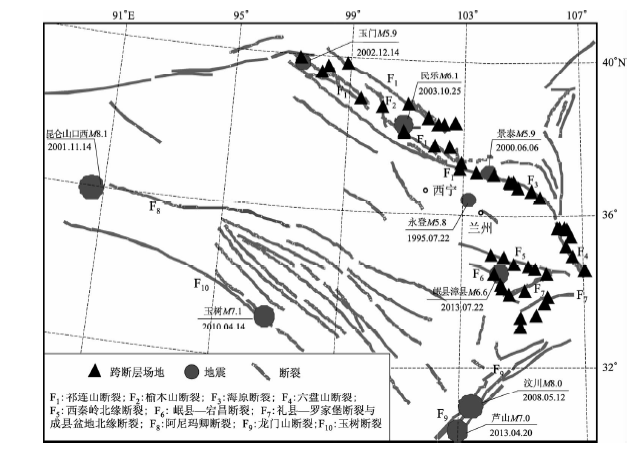 91°E
95°
99°
103°
107°
40°N
36°
32°
玉门M5.9
2002.12.14
民乐M6.1
2003.10.25
景泰M5.9
2000.06.06
昆仑山口西M8.1
2001.11.14
西宁
兰州
永登M5.8
1995.07.22
岷县漳县M6.6
2013.07.22
玉树M7.1
2010.04.14
汶川M8.0
2008.05.12
芦山M7.0
2013.04.20
F1
F1
F2
F3
F3
F4
F5
F6
F7
F7
F8
F9
F9
F10
跨断层场地 地震 断裂
F1:祁连山断裂; F2:榆木山断裂; F3:海原断裂; F4:六盘山断裂;
F5:西秦岭北缘断裂; F6:岷县—宕昌断裂; F7:礼县—罗家堡断裂与
成县盆地北缘断裂; F8:阿尼玛卿断裂; F9:龙门山断裂;F10:玉树断裂